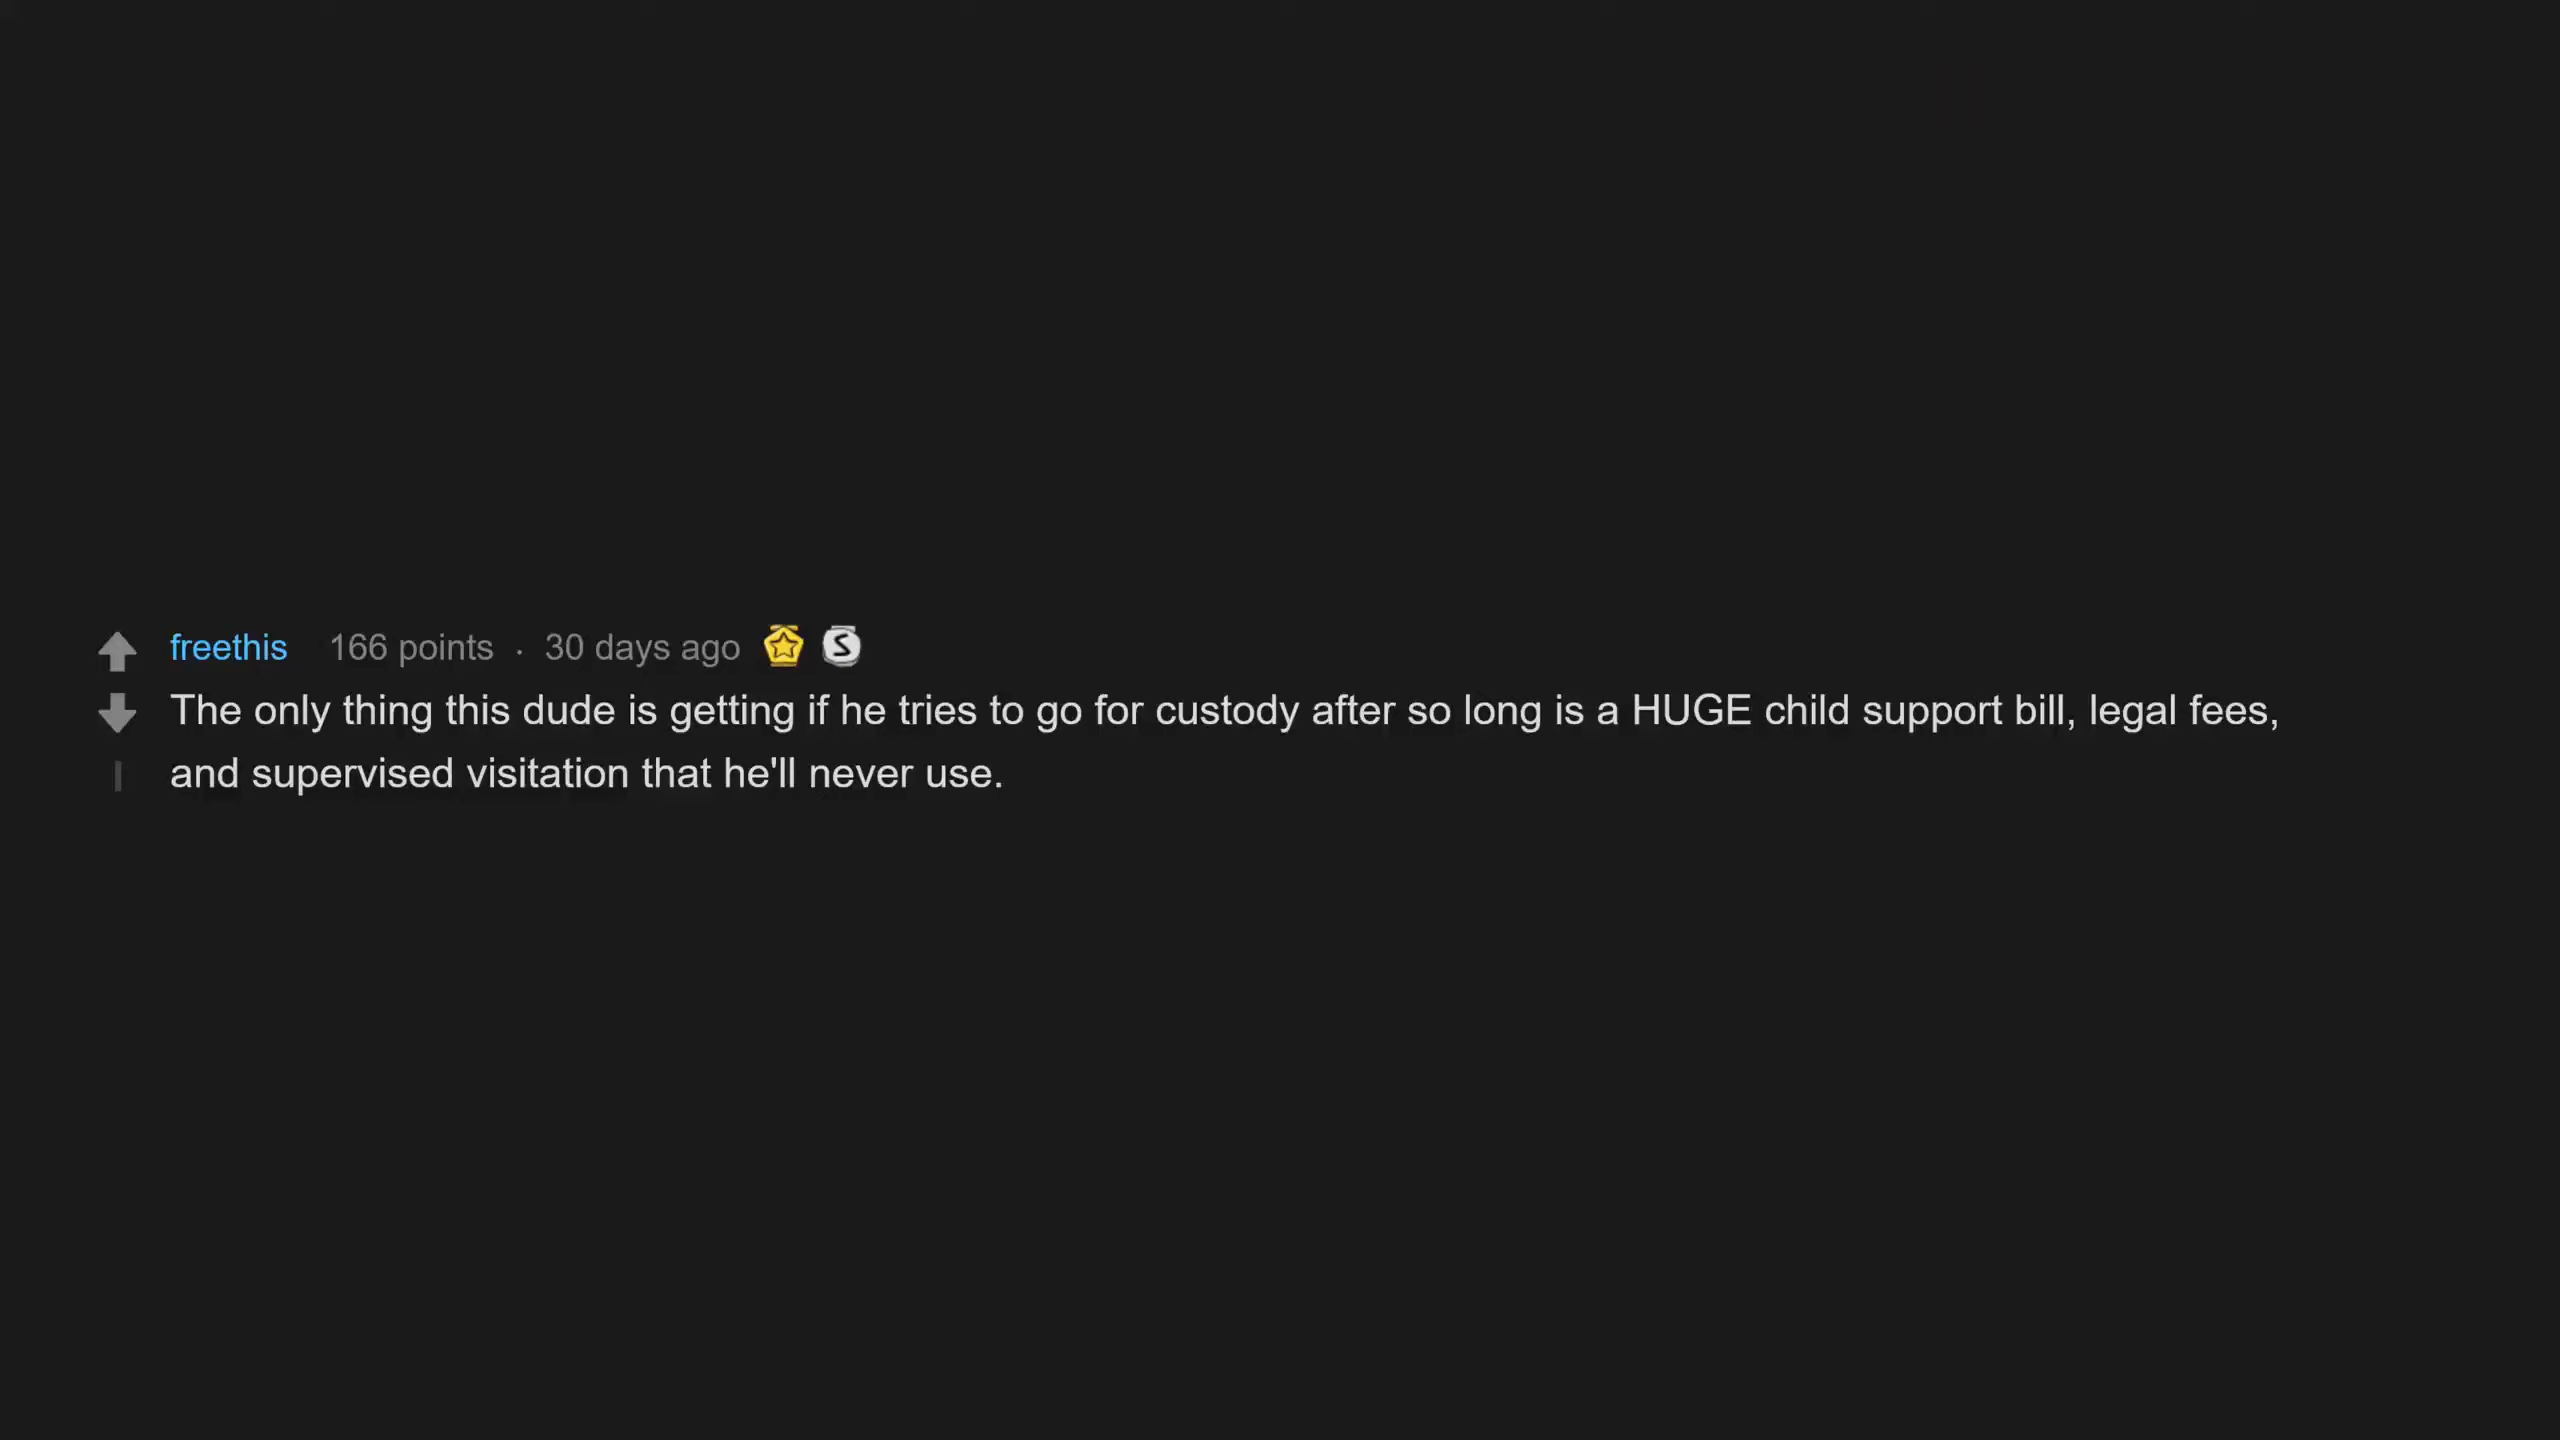 freethis 166 points · 30 days ago S
The only thing this dude is getting if he tries to go for custody after so long is a HUGE child support bill, legal fees,
and supervised visitation that he'll never use.